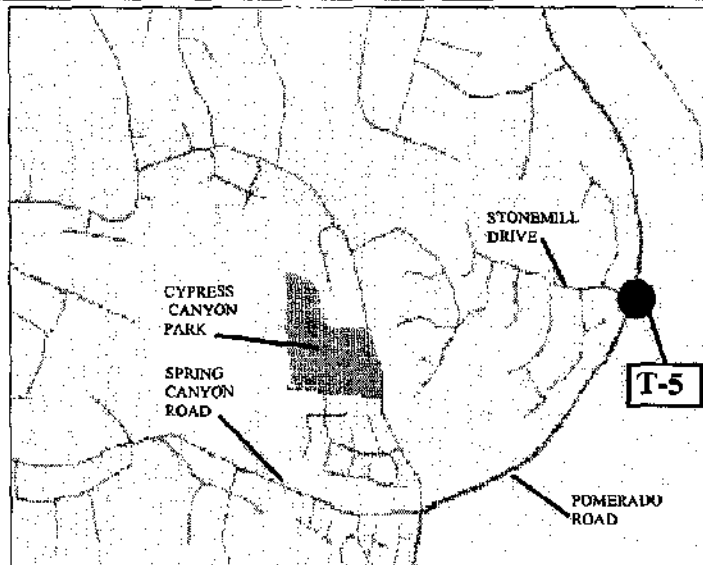 STONEMILL
DRIVE
CYPRESS
CANYON
PARK
SPRING
CANYON
ROAD
T-5
POMERADO
ROAD